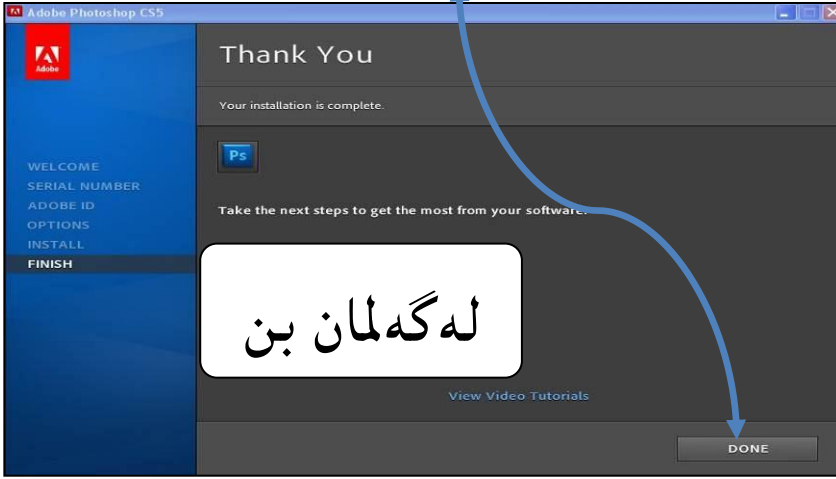 Adobe Photoshop CS5
Adobe
Thank You
Your installation is complete.
Ps
WELCOME
SERIAL NUMBER
ADOBE ID
OPTIONS
INSTALL
FINISH
Take the next steps to get the most from your software.
لەگەلمان بن
View Video Tutorials
DONE